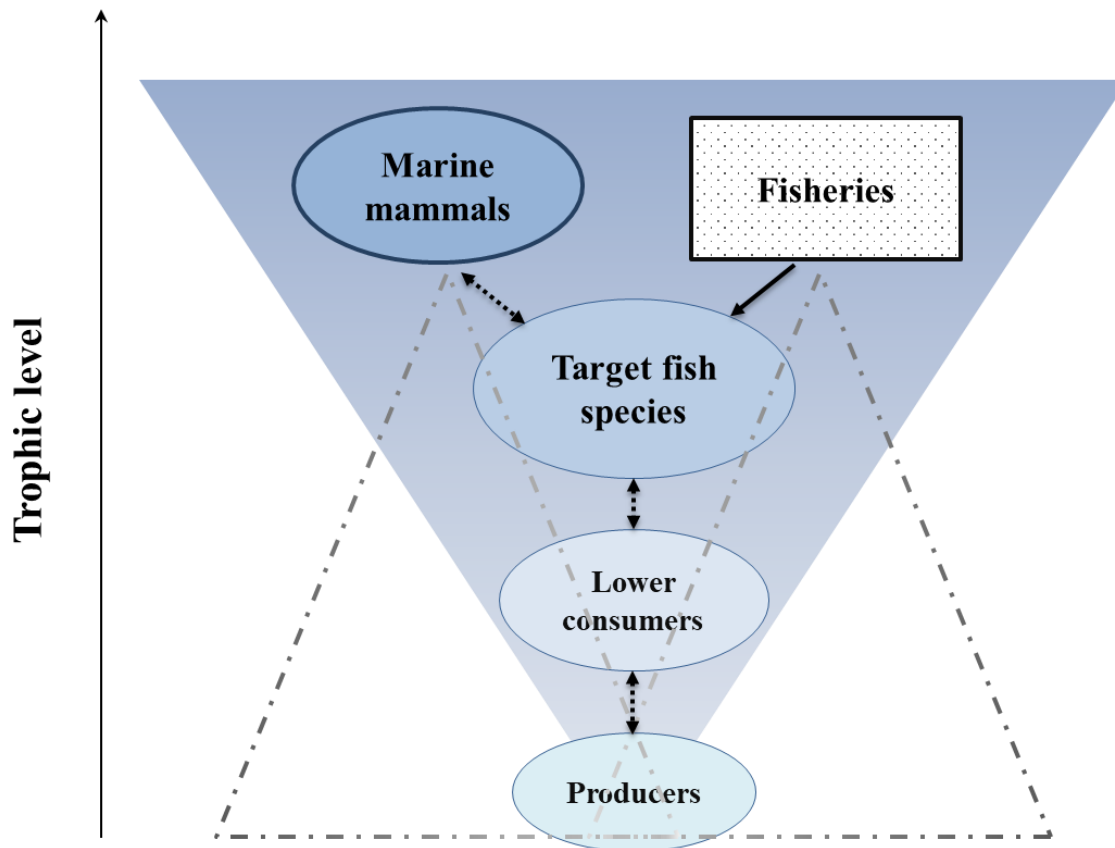 Marine
mammals
Fisheries
Target fish
species
Lower
consumers
Producers
Trophic level